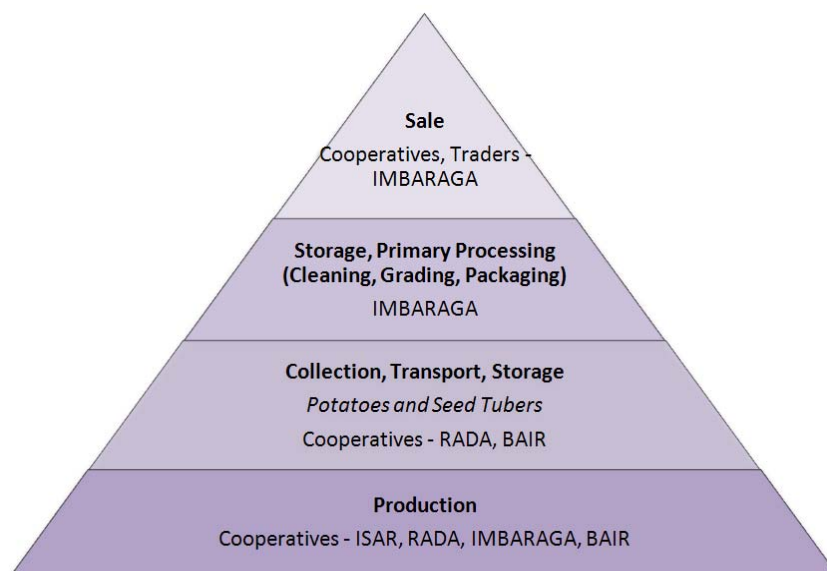 Sale
Cooperatives, Traders -
IMBARAGA
Storage, Primary Processing
(Cleaning, Grading, Packaging)
IMBARAGA
Collection, Transport, Storage
Potatoes and Seed Tubers
Cooperatives - RADA, BAIR
Production
Cooperatives - ISAR, RADA, IMBARAGA, BAIR